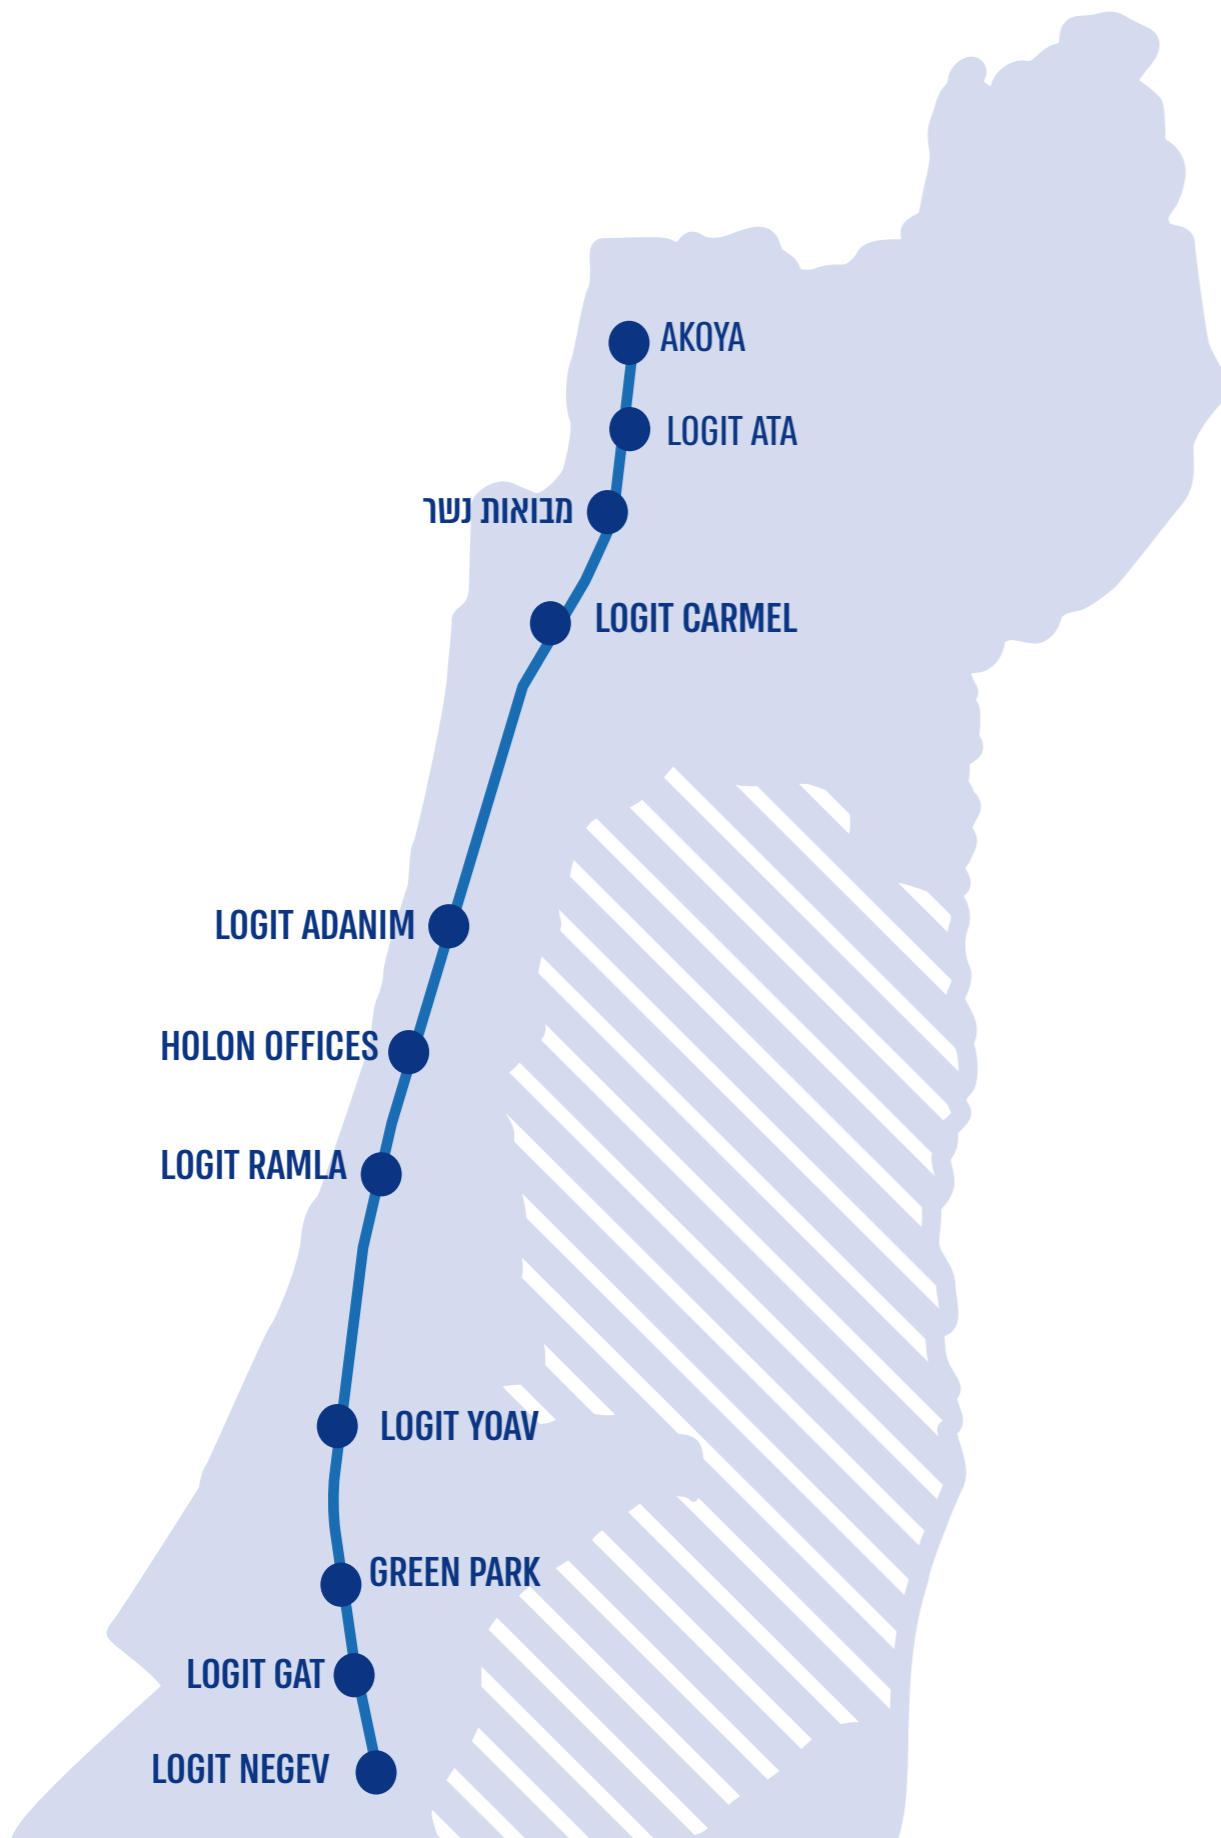 AKOYA
LOGIT ATA
מבואות נשר
LOGIT CARMEL
LOGIT ADANIM
HOLON OFFICES
LOGIT RAMLA
LOGIT YOAV
GREEN PARK
LOGIT GAT
LOGIT NEGEV